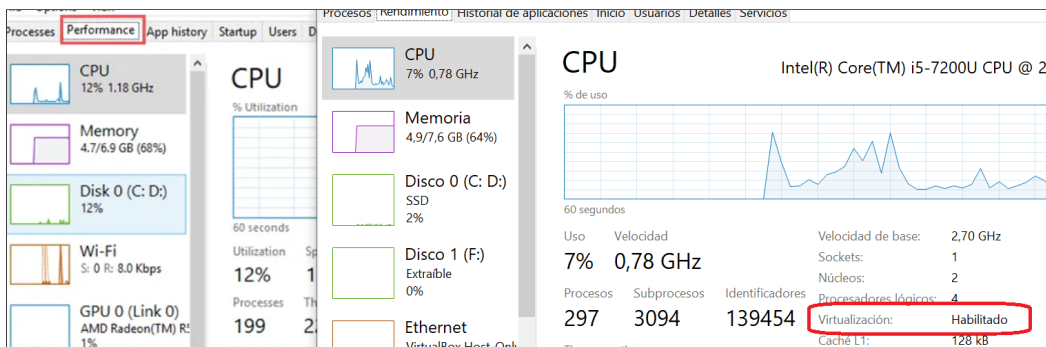 Processes Performance App history Startup Users D
CPU
12% 1.18 GHz
Memory
4.7/6.9 GB (68%)
Disk 0 (C: D:)
12%
Wi-Fi
S: 0 R: 8.0 Kbps
GPU 0 (Link 0)
AMD Radeon(TM) R5
1%
CPU
% Utilization
60 seconds
Utilization Sp
12% 1
Processes Th
199 2
Procesos Rendimiento Historial de aplicaciones Inicio Usuarios Detalles Servicios
CPU
7% 0,78 GHz
Memoria
4,9/7,6 GB (64%)
Disco 0 (C: D:)
SSD
2%
Disco 1 (F:)
Extraíble
0%
Ethernet
VirtualBox Host-Only
CPU Intel(R) Core(TM) i5-7200U CPU @ 2
% de uso
60 segundos
Uso Velocidad
7% 0,78 GHz
Procesos Subprocesos Identificadores
297 3094 139454
Velocidad de base: 2,70 GHz
Sockets: 1
Núcleos: 2
Procesadores lógicos: 4
Virtualización: Habilitado
Caché L1: 128 kB